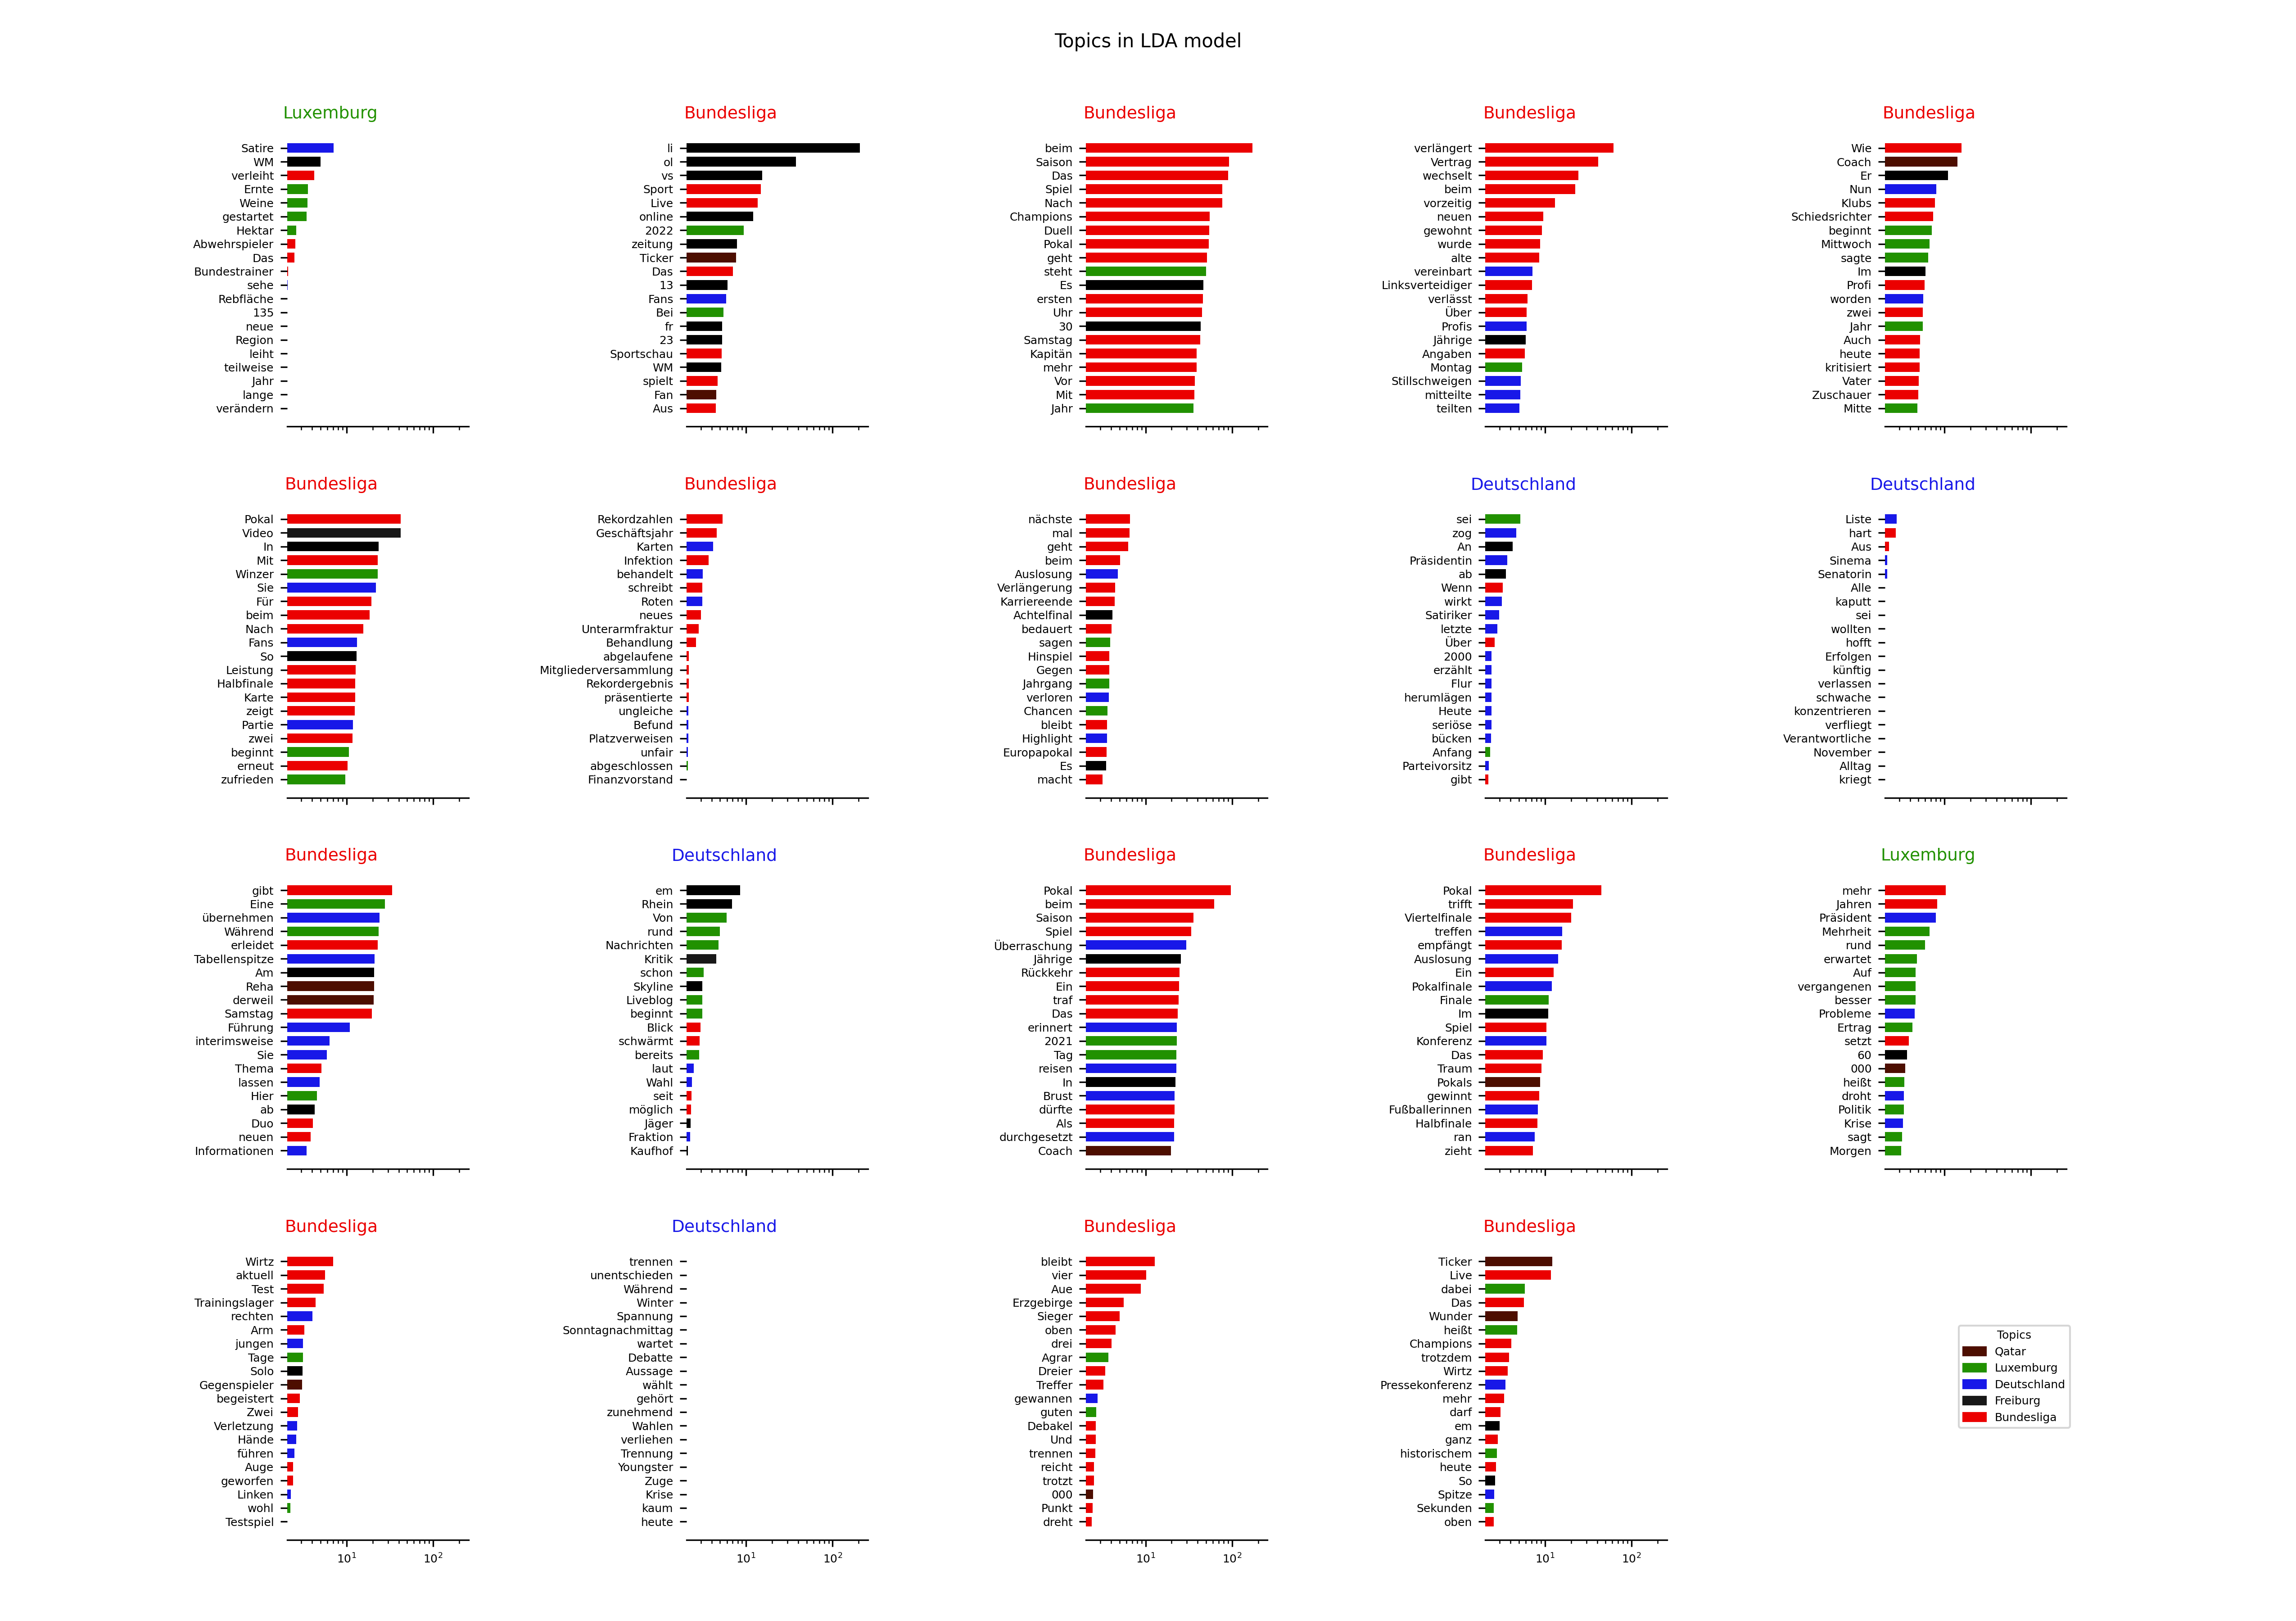 Topics in LDA model
Luxemburg
Satire
WM
verleiht
Ernte
Weine
gestartet
Hektar
Abwehrspieler
Das
Bundestrainer
sehe
Rebfläche
135
neue
Region
leiht
teilweise
Jahr
lange
verändern
Bundesliga
li
ol
vs
Sport
Live
online
2022
zeitung
Ticker
Das
13
Fans
Bei
fr
23
Sportschau
WM
spielt
Fan
Aus
Bundesliga
beim
Saison
Das
Spiel
Nach
Champions
Duell
Pokal
geht
steht
Es
ersten
Uhr
30
Samstag
Kapitän
mehr
Vor
Mit
Jahr
Bundesliga
verlängert
Vertrag
wechselt
beim
vorzeitig
neuen
gewohnt
wurde
alte
vereinbart
Linksverteidiger
verlässt
Über
Profis
Jährige
Angaben
Montag
Stillschweigen
mitteilte
teilten
Bundesliga
Wie
Coach
Er
Nun
Klubs
Schiedsrichter
beginnt
Mittwoch
sagte
Im
Profi
worden
zwei
Jahr
Auch
heute
kritisiert
Vater
Zuschauer
Mitte
Bundesliga
Pokal
Video
In
Mit
Winzer
Sie
Für
beim
Nach
Fans
So
Leistung
Halbfinale
Karte
zeigt
Partie
zwei
beginnt
erneut
zufrieden
Bundesliga
Rekordzahlen
Geschäftsjahr
Karten
Infektion
behandelt
schreibt
Roten
neues
Unterarmfraktur
Behandlung
abgelaufene
Mitgliederversammlung
Rekordergebnis
präsentierte
ungleiche
Befund
Platzverweisen
unfair
abgeschlossen
Finanzvorstand
Bundesliga
nächste
mal
geht
beim
Auslosung
Verlängerung
Karriereende
Achtelfinal
bedauert
sagen
Hinspiel
Gegen
Jahrgang
verloren
Chancen
bleibt
Highlight
Europapokal
Es
macht
Deutschland
sei
zog
An
Präsidentin
ab
Wenn
wirkt
Satiriker
letzte
Über
2000
erzählt
Flur
herumlägen
Heute
seriöse
bücken
Anfang
Parteivorsitz
gibt
Deutschland
Liste
hart
Aus
Sinema
Senatorin
Alle
kaputt
sei
wollten
hofft
Erfolgen
künftig
verlassen
schwache
konzentrieren
verfliegt
Verantwortliche
November
Alltag
kriegt
Bundesliga
gibt
Eine
übernehmen
Während
erleidet
Tabellenspitze
Am
Reha
derweil
Samstag
Führung
interimsweise
Sie
Thema
lassen
Hier
ab
Duo
neuen
Informationen
Deutschland
em
Rhein
Von
rund
Nachrichten
Kritik
schon
Skyline
Liveblog
beginnt
Blick
schwärmt
bereits
laut
Wahl
seit
möglich
Jäger
Fraktion
Kaufhof
Bundesliga
Pokal
beim
Saison
Spiel
Überraschung
Jährige
Rückkehr
Ein
traf
Das
erinnert
2021
Tag
reisen
In
Brust
dürfte
Als
durchgesetzt
Coach
Bundesliga
Pokal
trifft
Viertelfinale
treffen
empfängt
Auslosung
Ein
Pokalfinale
Finale
Im
Spiel
Konferenz
Das
Traum
Pokals
gewinnt
Fußballerinnen
Halbfinale
ran
zieht
Luxemburg
mehr
Jahren
Präsident
Mehrheit
rund
erwartet
Auf
vergangenen
besser
Probleme
Ertrag
setzt
60
000
heißt
droht
Politik
Krise
sagt
Morgen
Bundesliga
Wirtz
aktuell
Test
Trainingslager
rechten
Arm
jungen
Tage
Solo
Gegenspieler
begeistert
Zwei
Verletzung
Hände
führen
Auge
geworfen
Linken
wohl
Testspiel
10¹ 10²
Deutschland
trennen
unentschieden
Während
Winter
Spannung
Sonntagnachmittag
wartet
Debatte
Aussage
wählt
gehört
zunehmend
Wahlen
verliehen
Trennung
Youngster
Zuge
Krise
kaum
heute
10¹ 10²
Bundesliga
bleibt
vier
Aue
Erzgebirge
Sieger
oben
drei
Agrar
Dreier
Treffer
gewannen
guten
Debakel
Und
trennen
reicht
trotzt
000
Punkt
dreht
10¹ 10²
Bundesliga
Ticker
Live
dabei
Das
Wunder
heißt
Champions
trotzdem
Wirtz
Pressekonferenz
mehr
darf
em
ganz
historischem
heute
So
Spitze
Sekunden
oben
10¹ 10²
Topics
Qatar
Luxemburg
Deutschland
Freiburg
Bundesliga